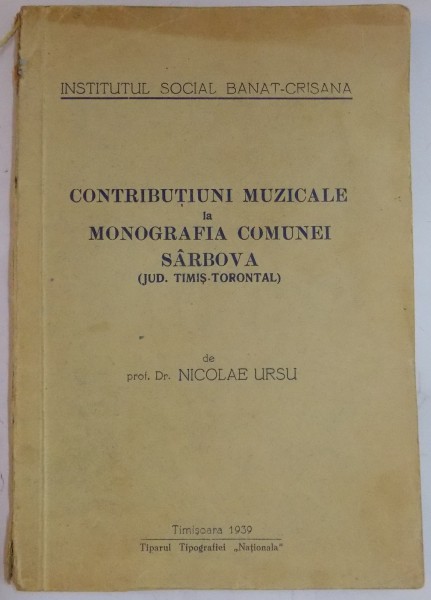 INSTITUTUL SOCIAL BANAT-CRISANA
CONTRIBUȚIUNI MUZICALE
la
MONOGRAFIA COMUNEI
SÂRBOVA
(JUD. TIMIȘ-TORONTAL)
de
prof. Dr. NICOLAE URSU
Timișoara 1939
Tiparul Tipografiei „Naționala"